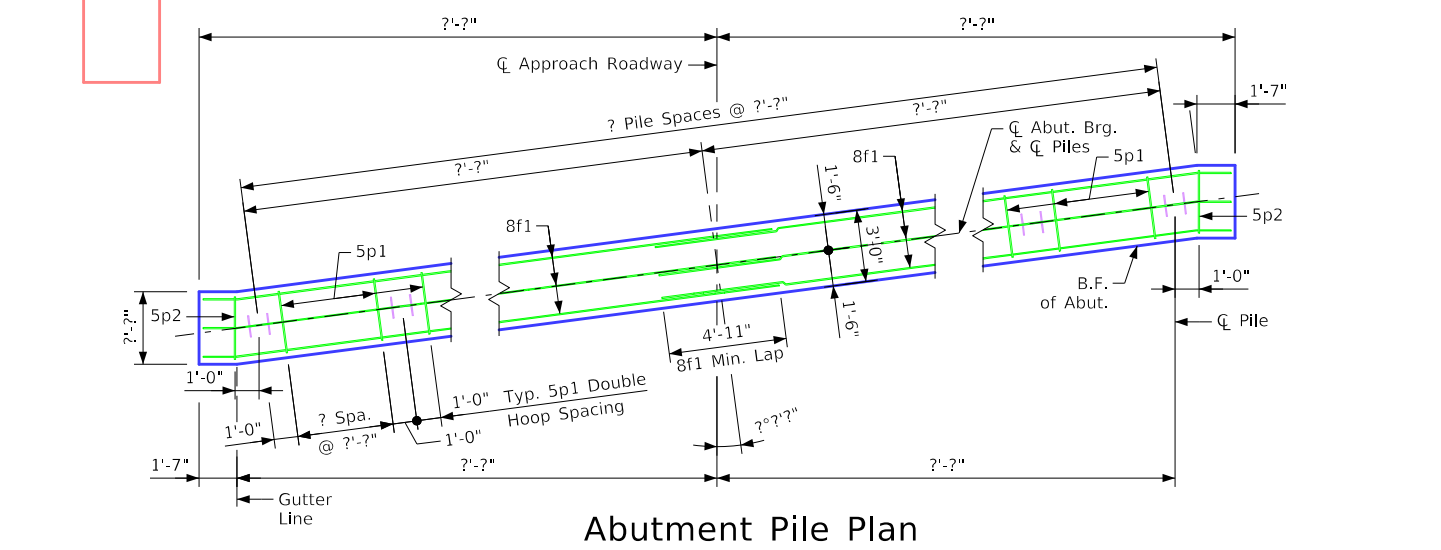 ?'-?"
?'-?"
℄ Approach Roadway
? Pile Spaces @ ?'-?"
?'-?"
?'-?"
1'-7"
℄ Abut. Brg.
& ℄ Piles
8f1
5p1
1'-6"
8f1
3'-0"
5p2
5p1
B.F.
of Abut.
1'-0"
?'-?"
5p2
1'-6"
℄ Pile
4'-11"
8f1 Min. Lap
1'-0"
1'-0"
Typ. 5p1 Double
Hoop Spacing
? Spa.
@ ?'-?"
1'-0"
1'-0"
?°?'?"
1'-7"
?'-?"
?'-?"
Gutter
Line
Abutment Pile Plan